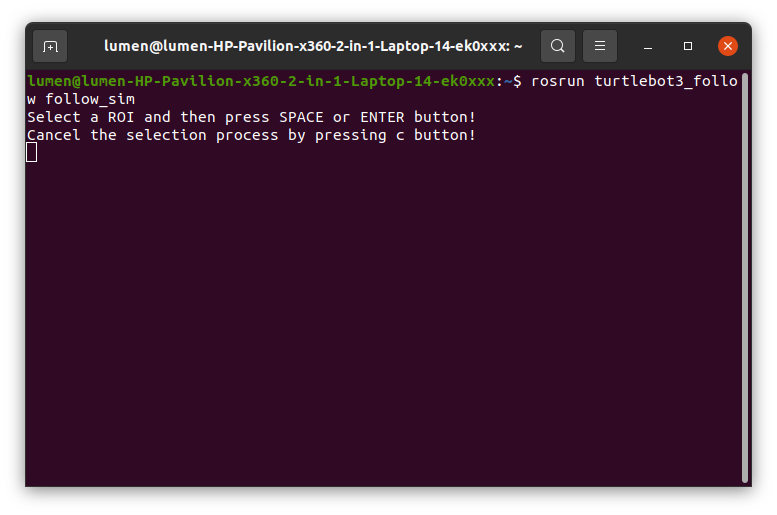 lumen@lumen-HP-Pavilion-x360-2-in-1-Laptop-14-ek0xxx: ~
lumen@lumen-HP-Pavilion-x360-2-in-1-Laptop-14-ek0xxx:~$ rosrun turtlebot3_follo
w follow_sim
Select a ROI and then press SPACE or ENTER button!
Cancel the selection process by pressing c button!